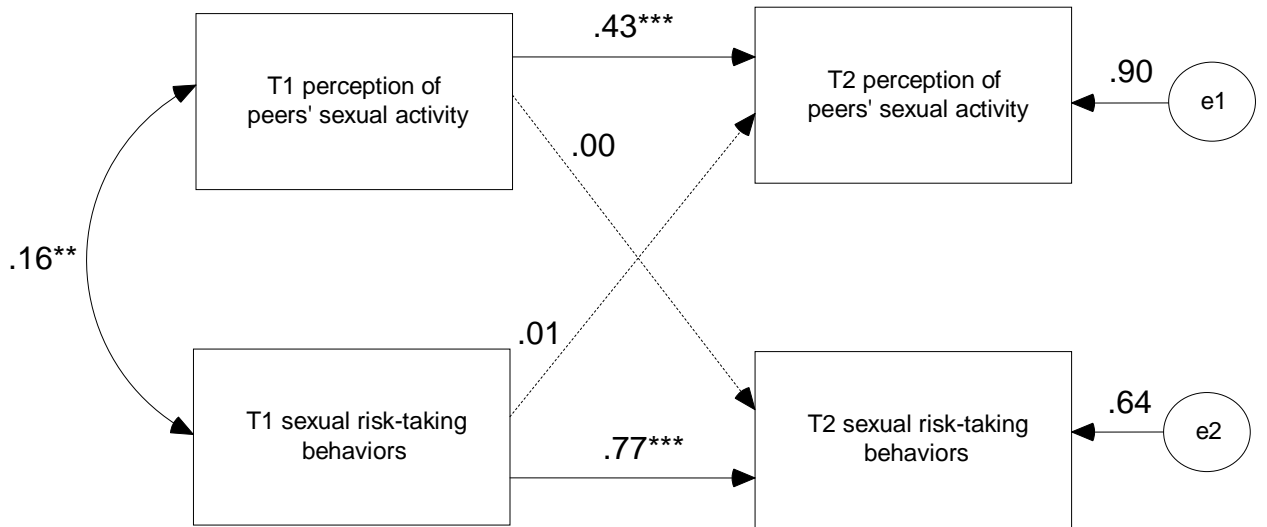 .43***
T1 perception of
peers' sexual activity
T2 perception of
peers' sexual activity
.90
e1
.00
.16**
.01
T1 sexual risk-taking
behaviors
.77***
T2 sexual risk-taking
behaviors
.64
e2